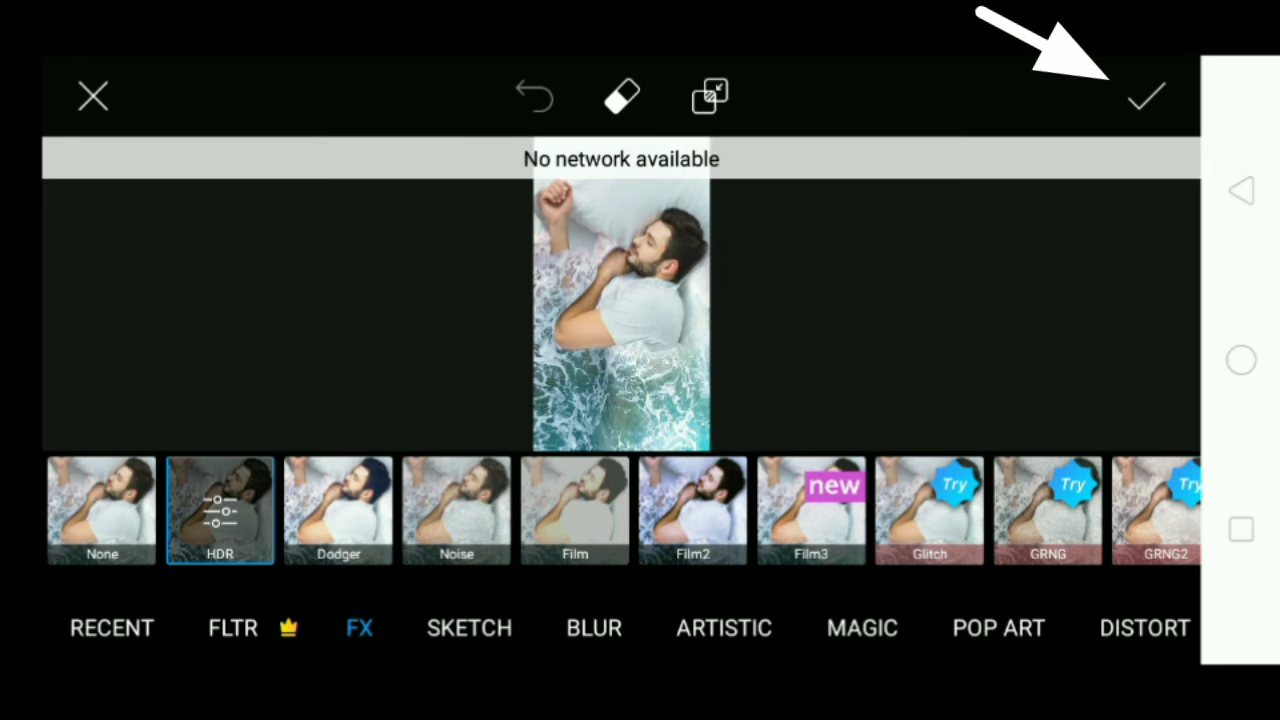 No network available
new
Try
Try
Try
None
HDR
Dodger
Noise
Film
Film2
Film3
Glitch
GRNG
GRNG2
RECENT
FLTR
FX
SKETCH
BLUR
ARTISTIC
MAGIC
POP ART
DISTORT